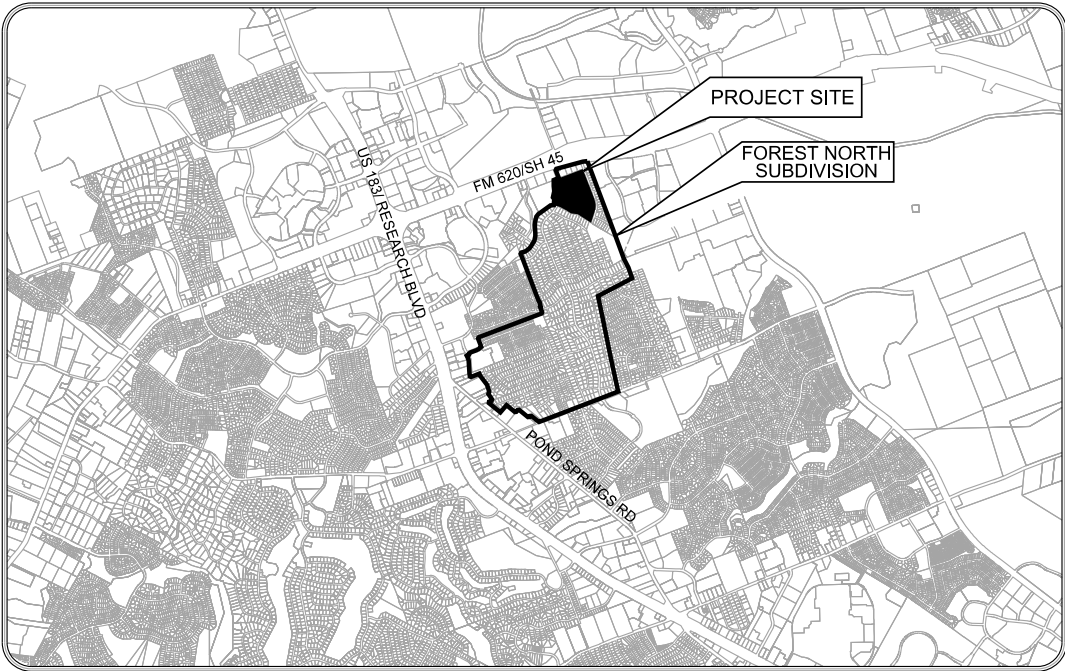 PROJECT SITE
FOREST NORTH
SUBDIVISION
FM 620/SH 45
US 183/ RESEARCH BLVD
POND SPRINGS RD